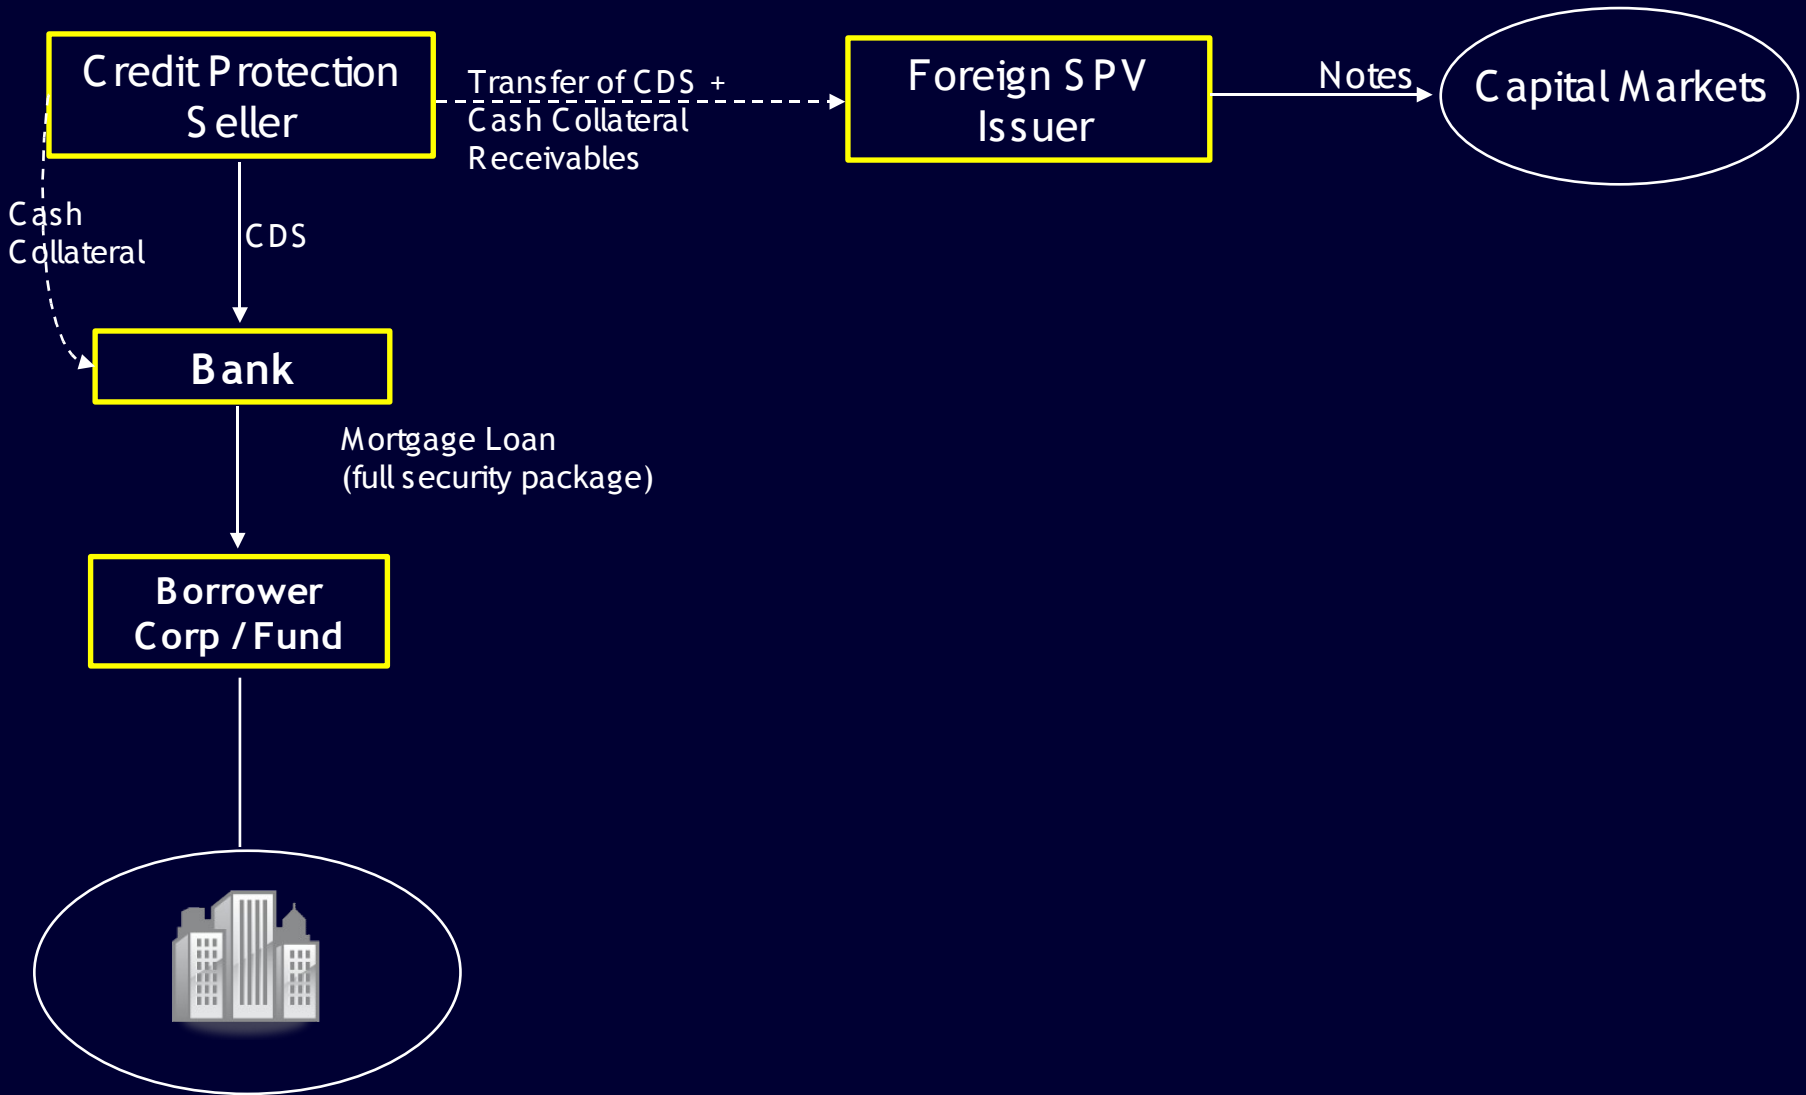 Credit Protection
Seller
Transfer of CDS +
Cash Collateral
Receivables
Foreign SPV
Issuer
Notes
Capital Markets
Cash
Collateral
CDS
Bank
Mortgage Loan
(full security package)
Borrower
Corp / Fund